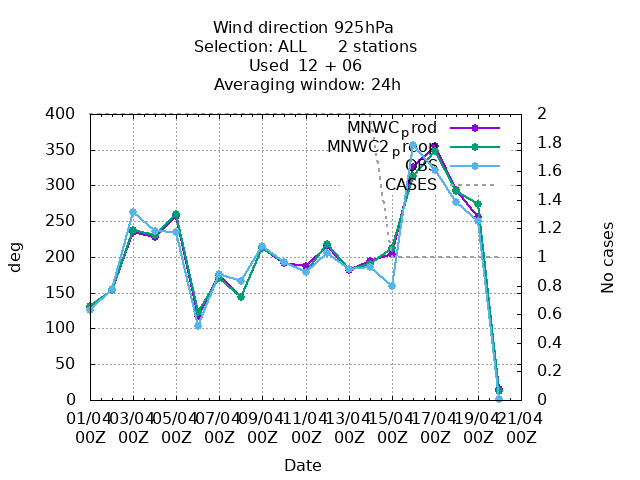 Wind direction 925hPa
Selection: ALL 2 stations
Used 12 + 06
Averaging window: 24h
deg
400
350
300
250
200
150
100
50
0
MNWCprod
MNWC2preop
OBS
CASES
2
1.8
1.6
1.4
1.2
1
0.8
0.6
0.4
0.2
0
No cases
01/04 03/04 05/04 07/04 09/04 11/04 13/04 15/04 17/04 19/04 21/04
00Z 00Z 00Z 00Z 00Z 00Z 00Z 00Z 00Z 00Z 00Z
Date